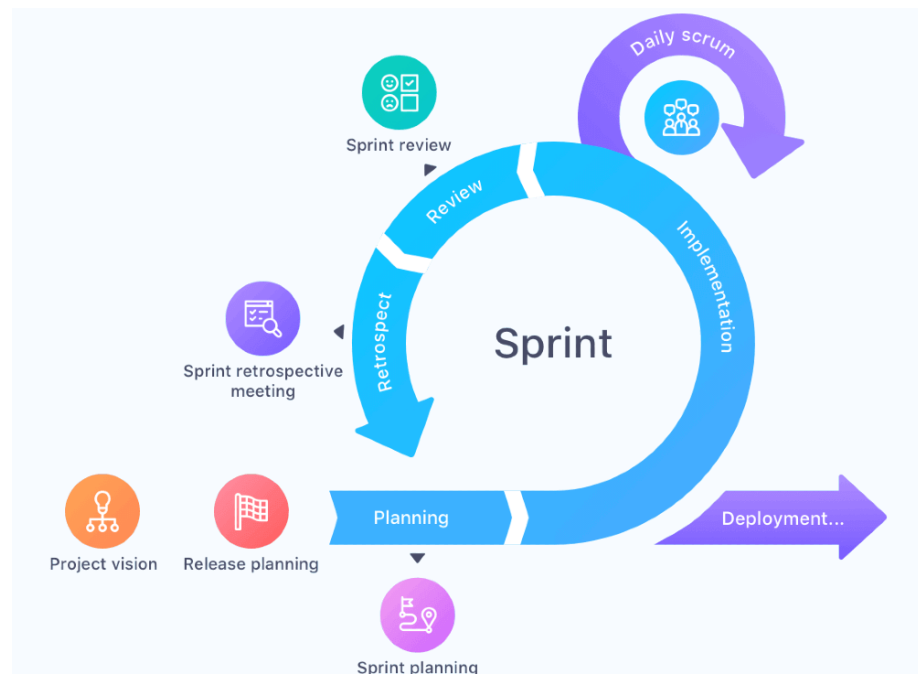 Daily scrum
Sprint review
Review
Implementation
Retrospect
Sprint
Sprint retrospective
meeting
Planning
Deployment...
Project vision
Release planning
Sprint planning